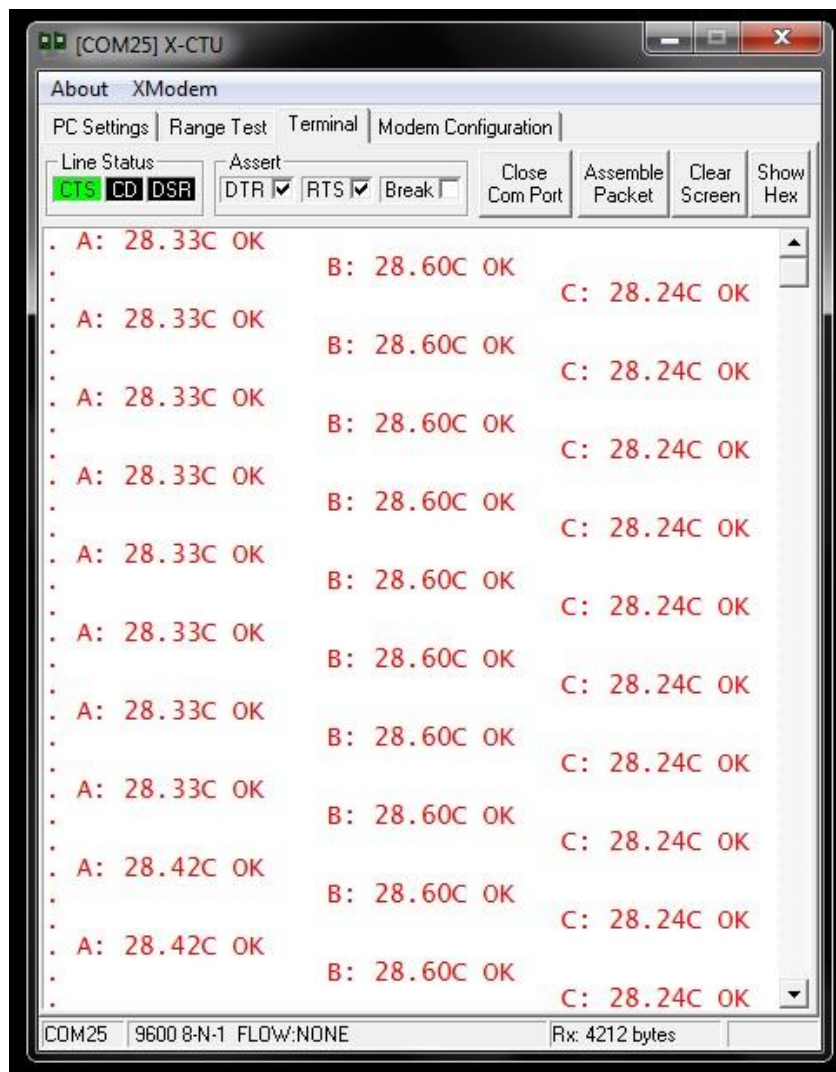 [COM25] X-CTU
About XModem
PC Settings Range Test Terminal Modem Configuration
Line Status Assert
CTS CD DSR DTR RTS Break Close Com Port Assemble Packet Clear Screen Show Hex
. A: 28.33C OK
. B: 28.60C OK
. C: 28.24C OK
. A: 28.33C OK
. B: 28.60C OK
. C: 28.24C OK
. A: 28.33C OK
. B: 28.60C OK
. C: 28.24C OK
. A: 28.33C OK
. B: 28.60C OK
. C: 28.24C OK
. A: 28.33C OK
. B: 28.60C OK
. C: 28.24C OK
. A: 28.33C OK
. B: 28.60C OK
. C: 28.24C OK
. A: 28.33C OK
. B: 28.60C OK
. C: 28.24C OK
. A: 28.33C OK
. B: 28.60C OK
. C: 28.24C OK
. A: 28.42C OK
. B: 28.60C OK
. C: 28.24C OK
. A: 28.42C OK
. B: 28.60C OK
. C: 28.24C OK
COM25 9600 8-N-1 FLOW:NONE Rx: 4212 bytes